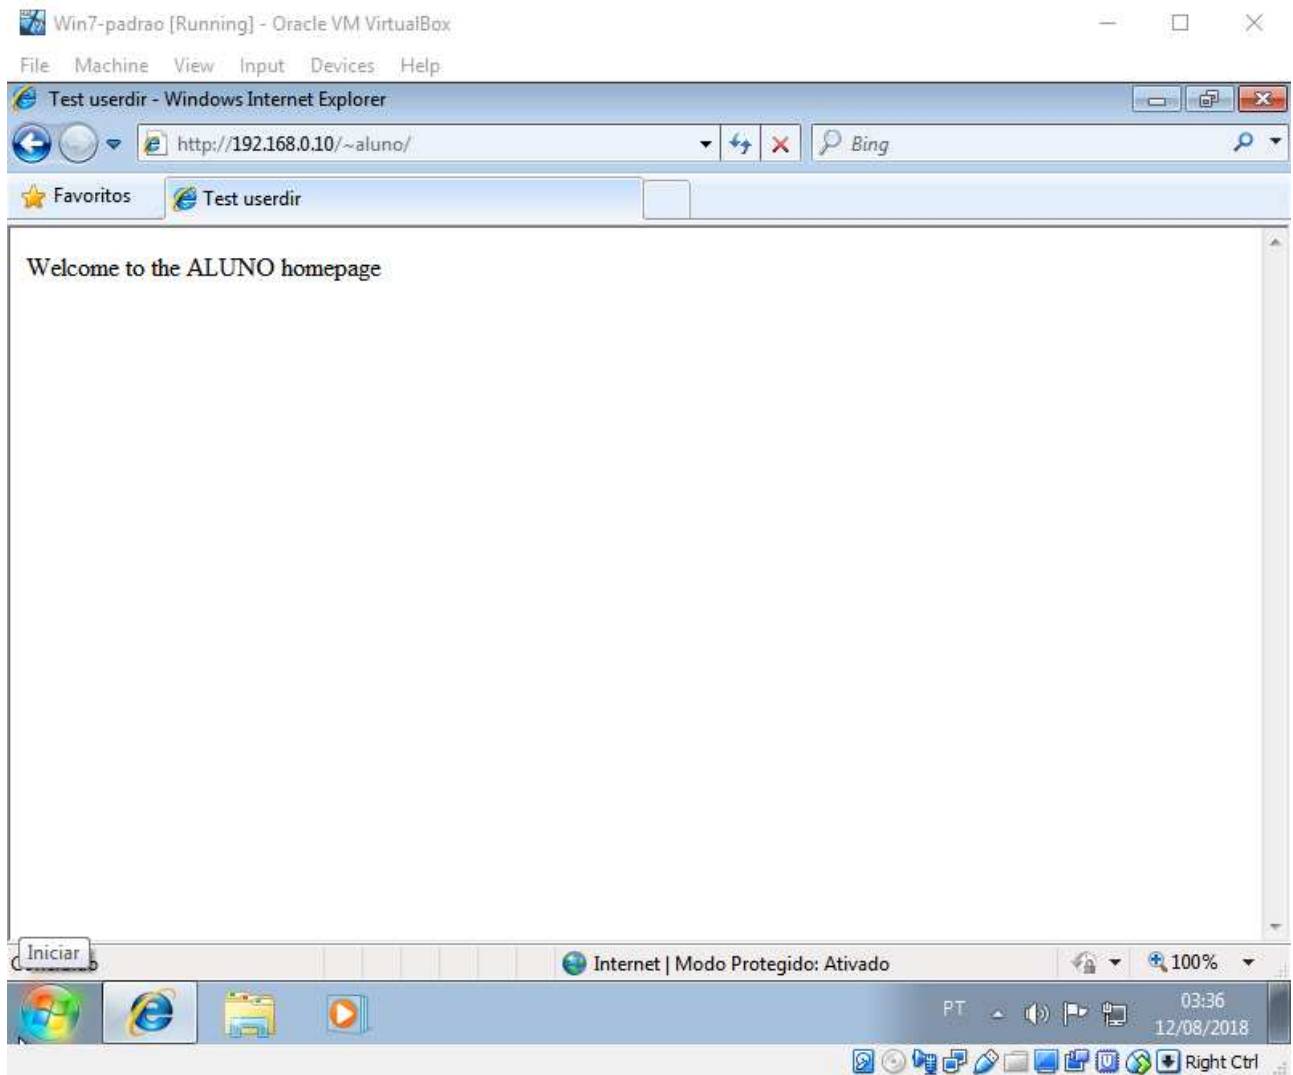 Win7-padrao [Running] - Oracle VM VirtualBox
File Machine View Input Devices Help
Test userdir - Windows Internet Explorer
http://192.168.0.10/~aluno/
Bing
Favoritos
Test userdir
Welcome to the ALUNO homepage
Iniciar
Internet | Modo Protegido: Ativado
100%
PT
03:36
12/08/2018
Right Ctrl